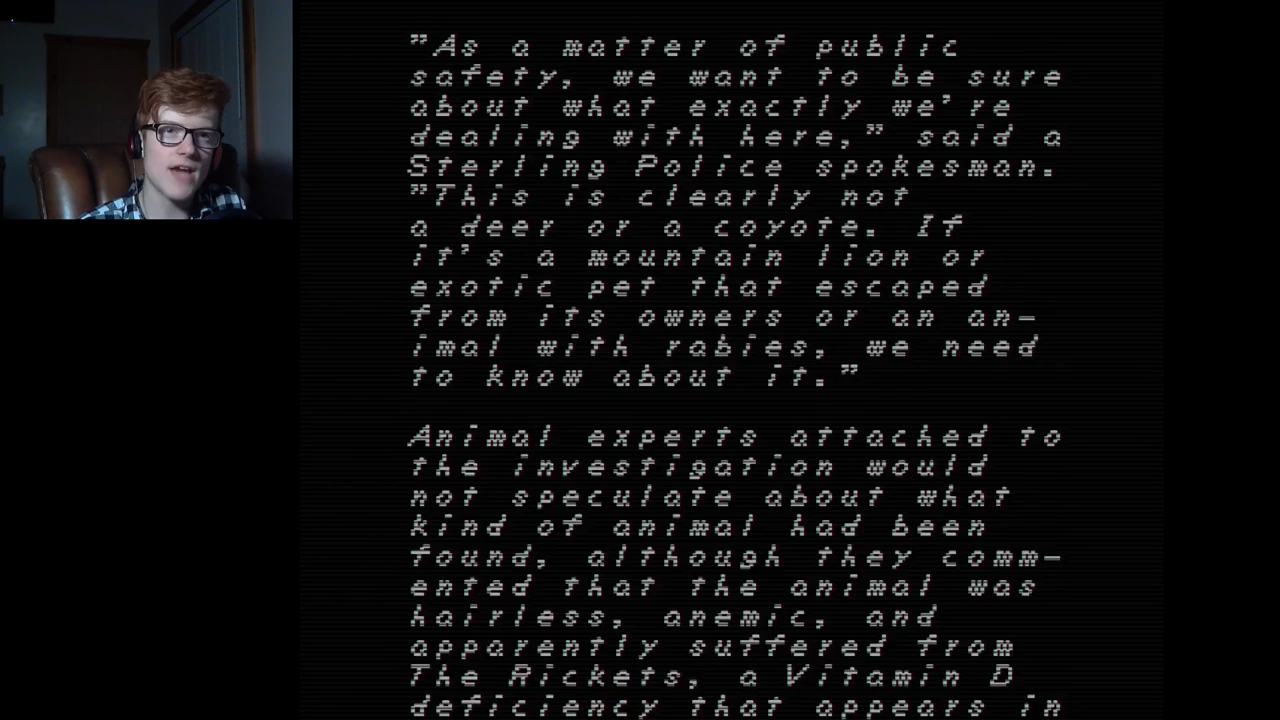 "As a matter of public
safety, we want to be sure
about what exactly we're
dealing with here," said a
Sterling Police spokesman.
"This is clearly not
a deer or a coyote. If
it's a mountain lion or
exotic pet that escaped
from its owners or an an-
imal with rabies, we need
to know about it."
Animal experts attached to
the investigation would
not speculate about what
kind of animal had been
found, although they comm-
ented that the animal was
hairless, anemic, and
apparently suffered from
The Rickets, a Vitamin D
deficiency that appears in